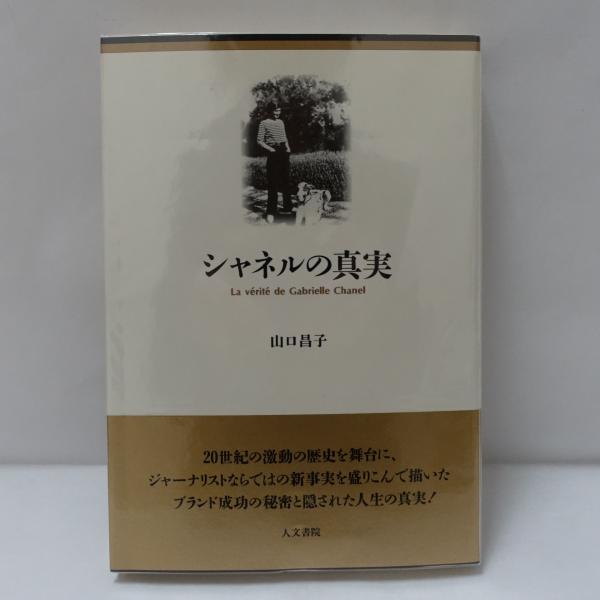 シャネルの真実
La vérité de Gabrielle Chanel
山口昌子
20世紀の激動の歴史を舞台に、
ジャーナリストならではの新事実を盛りこんで描いた
ブランド成功の秘密と隠された人生の真実!
人文書院